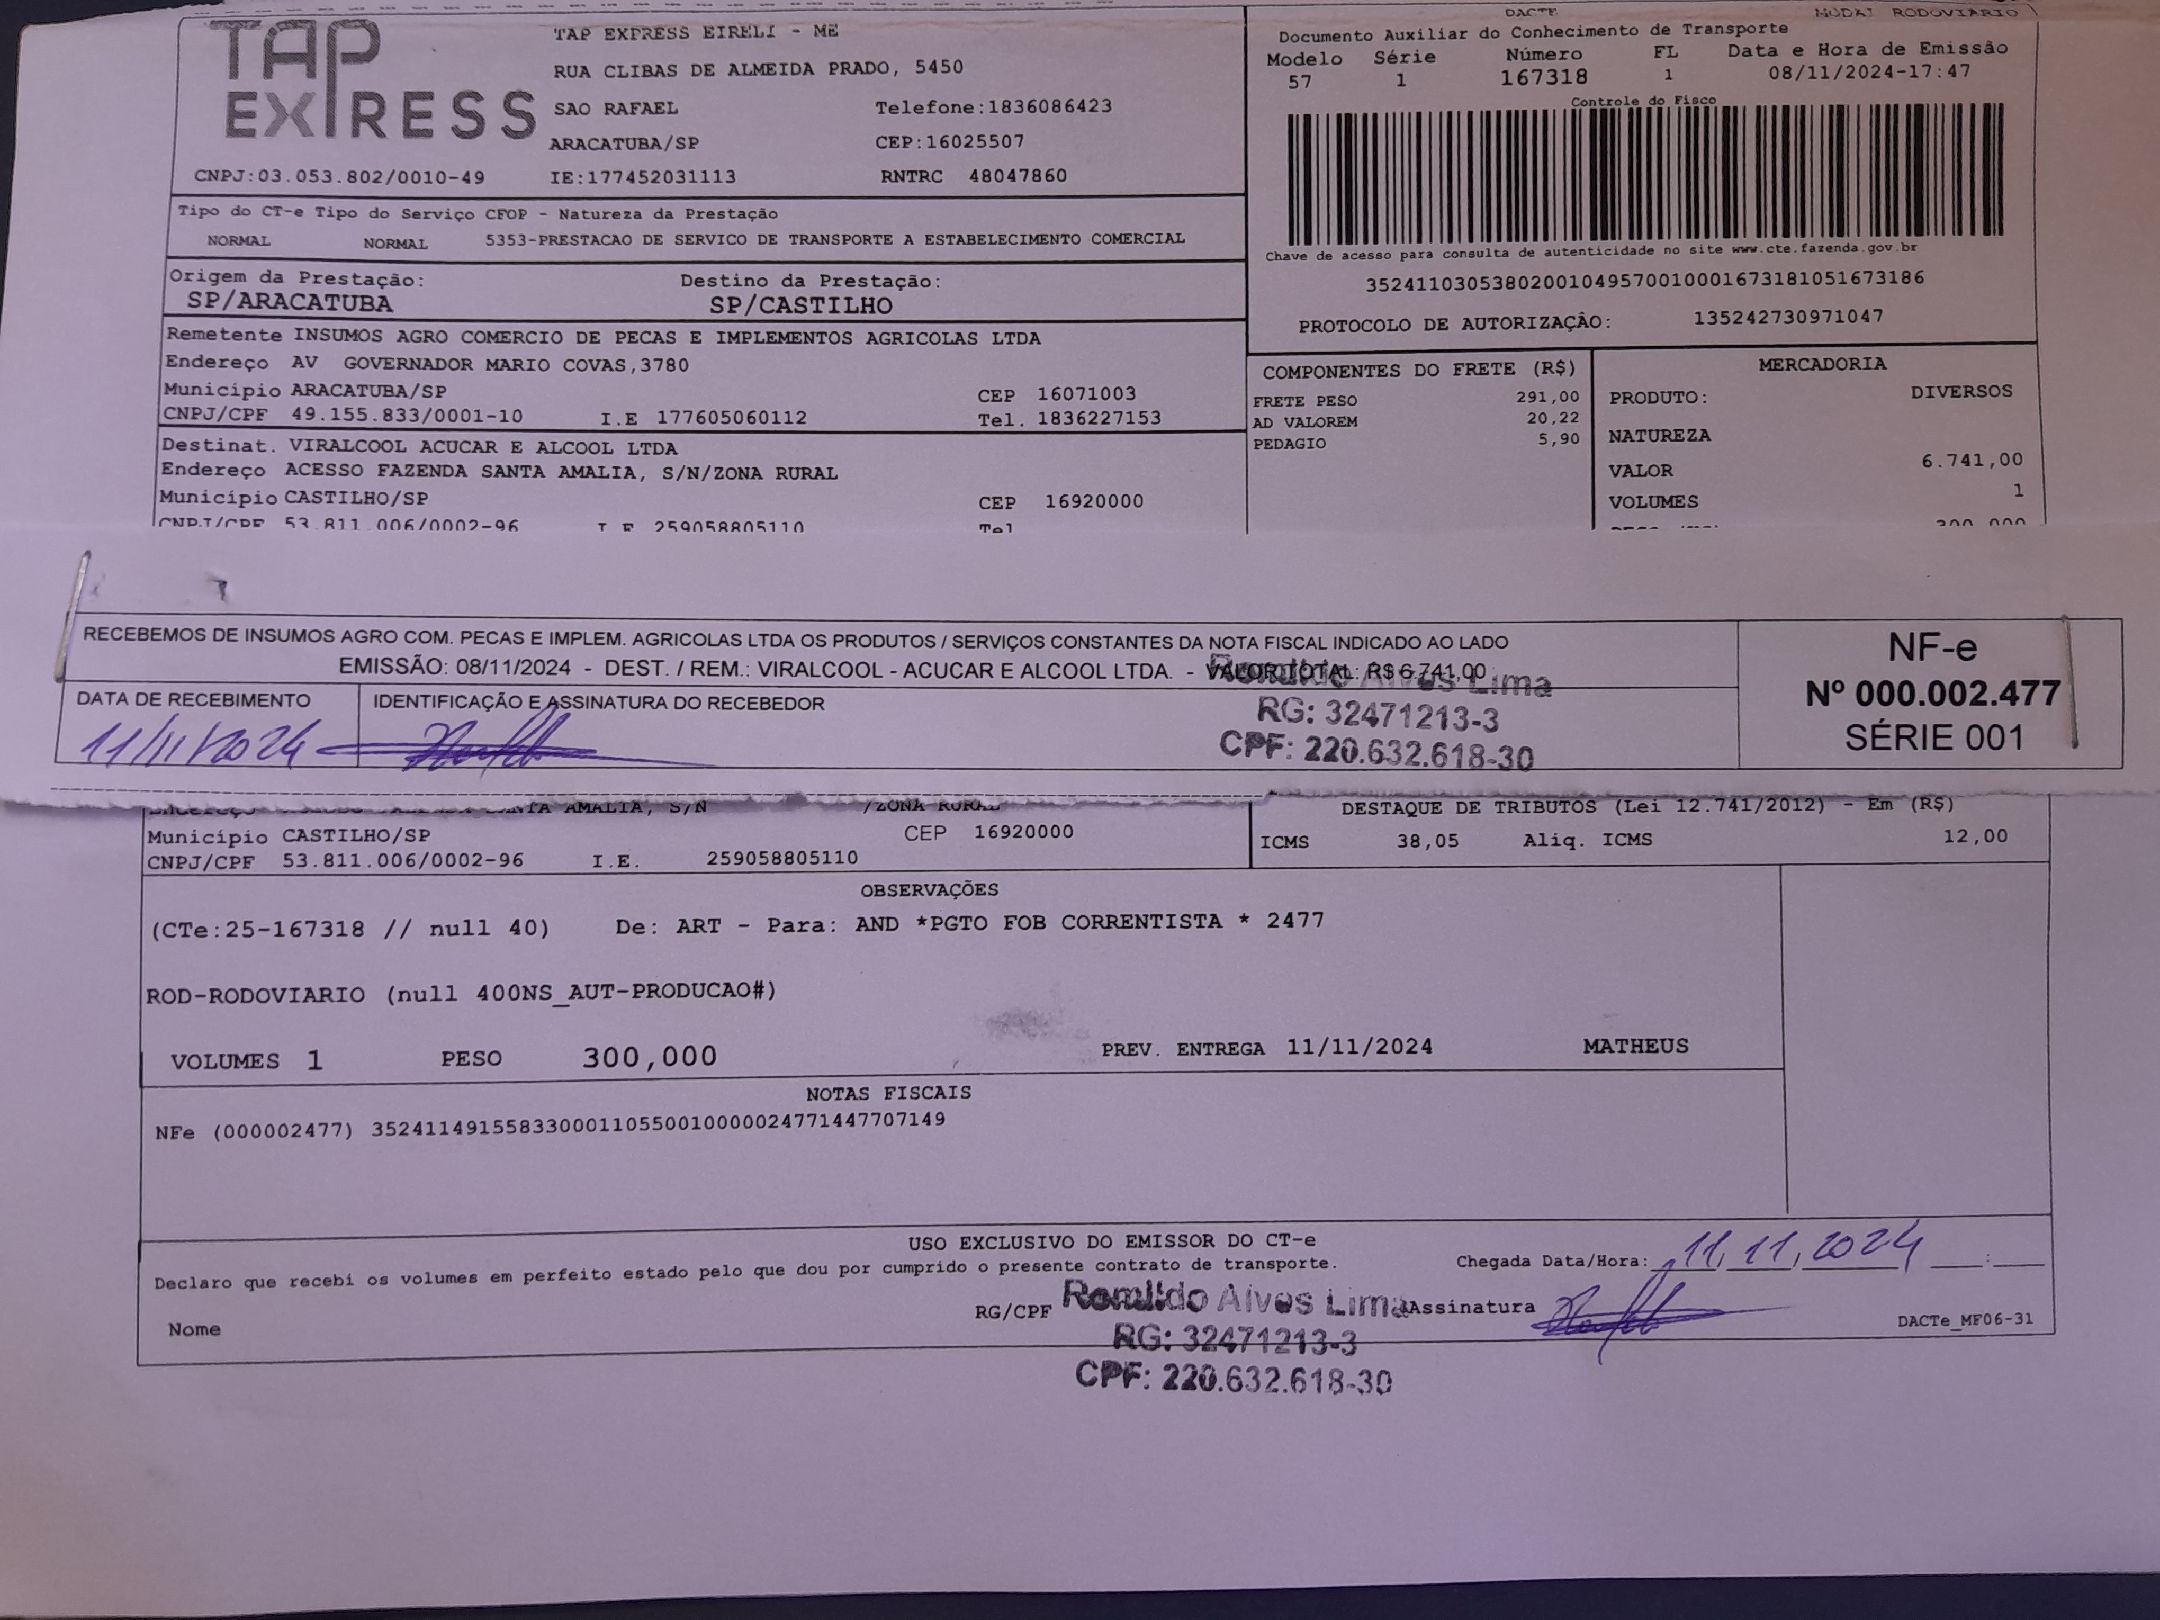 TAP EXPRESS
TAP EXPRESS EIRELI - ME
RUA CLIBAS DE ALMEIDA PRADO, 5450
SAO RAFAEL Telefone:1836086423
ARACATUBA/SP CEP:16025507
CNPJ:03.053.802/0010-49 IE:177452031113 RNTRC 48047860
DACTE MODAL RODOVIARIO
Documento Auxiliar do Conhecimento de Transporte
Modelo Série Número FL Data e Hora de Emissão
57 1 167318 1 08/11/2024-17:47
Controle do Fisco
Chave de acesso para consulta de autenticidade no site www.cte.fazenda.gov.br
35241103053802001049570010001673181051673186
PROTOCOLO DE AUTORIZAÇÃO: 135242730971047
Tipo do CT-e Tipo do Serviço CFOP - Natureza da Prestação
NORMAL NORMAL 5353-PRESTACAO DE SERVICO DE TRANSPORTE A ESTABELECIMENTO COMERCIAL
Origem da Prestação: Destino da Prestação:
SP/ARACATUBA SP/CASTILHO
Remetente INSUMOS AGRO COMERCIO DE PECAS E IMPLEMENTOS AGRICOLAS LTDA
Endereço AV GOVERNADOR MARIO COVAS,3780
Município ARACATUBA/SP CEP 16071003
CNPJ/CPF 49.155.833/0001-10 I.E 177605060112 Tel. 1836227153
Destinat. VIRALCOOL ACUCAR E ALCOOL LTDA
Endereço ACESSO FAZENDA SANTA AMALIA, S/N/ZONA RURAL
Município CASTILHO/SP CEP 16920000
CNPJ/CPF 53.811.006/0002-96 I.E 259058805110 Tel
COMPONENTES DO FRETE (R$)
FRETE PESO 291,00
AD VALOREM 20,22
PEDAGIO 5,90
MERCADORIA
PRODUTO: DIVERSOS
NATUREZA
VALOR 6.741,00
VOLUMES 1
300,000
RECEBEMOS DE INSUMOS AGRO COM. PECAS E IMPLEM. AGRICOLAS LTDA OS PRODUTOS / SERVIÇOS CONSTANTES DA NOTA FISCAL INDICADO AO LADO
EMISSÃO: 08/11/2024 - DEST. / REM.: VIRALCOOL - ACUCAR E ALCOOL LTDA. - VALOR TOTAL: R$ 6.741,00
DATA DE RECEBIMENTO IDENTIFICAÇÃO E ASSINATURA DO RECEBEDOR
11/11/2024
Romildo Alves Lima
RG: 32471213-3
CPF: 220.632.618-30
NF-e
Nº 000.002.477
SÉRIE 001
AMALIA, S/N /ZONA RURAL
Município CASTILHO/SP CEP 16920000
CNPJ/CPF 53.811.006/0002-96 I.E. 259058805110
DESTAQUE DE TRIBUTOS (Lei 12.741/2012) - Em (R$)
ICMS 38,05 Aliq. ICMS 12,00
OBSERVAÇÕES
(CTe:25-167318 // null 40) De: ART - Para: AND *PGTO FOB CORRENTISTA * 2477
ROD-RODOVIARIO (null 400NS_AUT-PRODUCAO#)
VOLUMES 1 PESO 300,000 PREV. ENTREGA 11/11/2024 MATHEUS
NOTAS FISCAIS
NFe (000002477) 35241149155833000110550010000024771447707149
USO EXCLUSIVO DO EMISSOR DO CT-e
Declaro que recebi os volumes em perfeito estado pelo que dou por cumprido o presente contrato de transporte.
Chegada Data/Hora: 11, 11, 2024 :
RG/CPF Romildo Alves Lima Assinatura
Nome
RG: 32471213-3
CPF: 220.632.618-30
DACTe_MF06-31